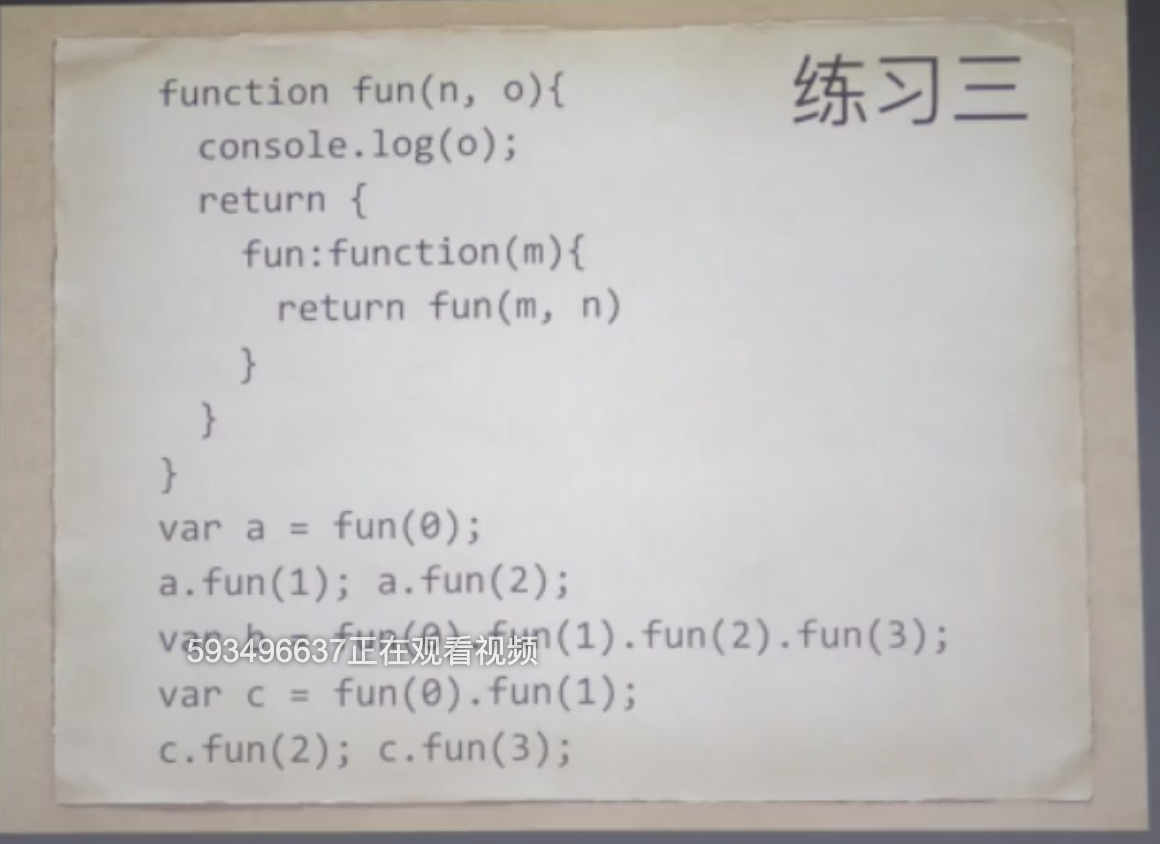 练习三
function fun(n, o){
console.log(o);
return {
fun:function(m){
return fun(m, n)
}
}
}
var a = fun(0);
a.fun(1); a.fun(2);
var b = fun(0).fun(1).fun(2).fun(3);
593496637正在观看视频
var c = fun(0).fun(1);
c.fun(2); c.fun(3);